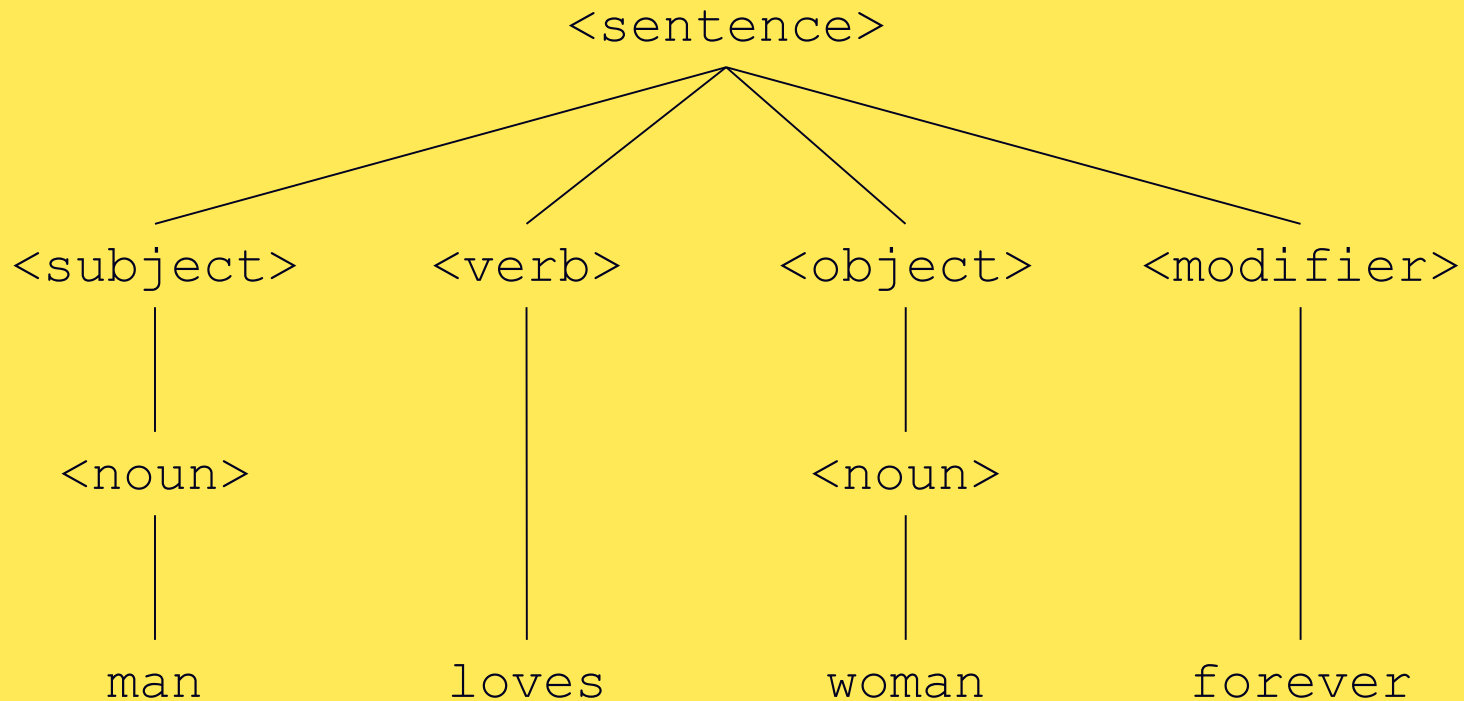 <sentence>
<subject> <verb> <object> <modifier>
<noun> <noun>
man loves woman forever